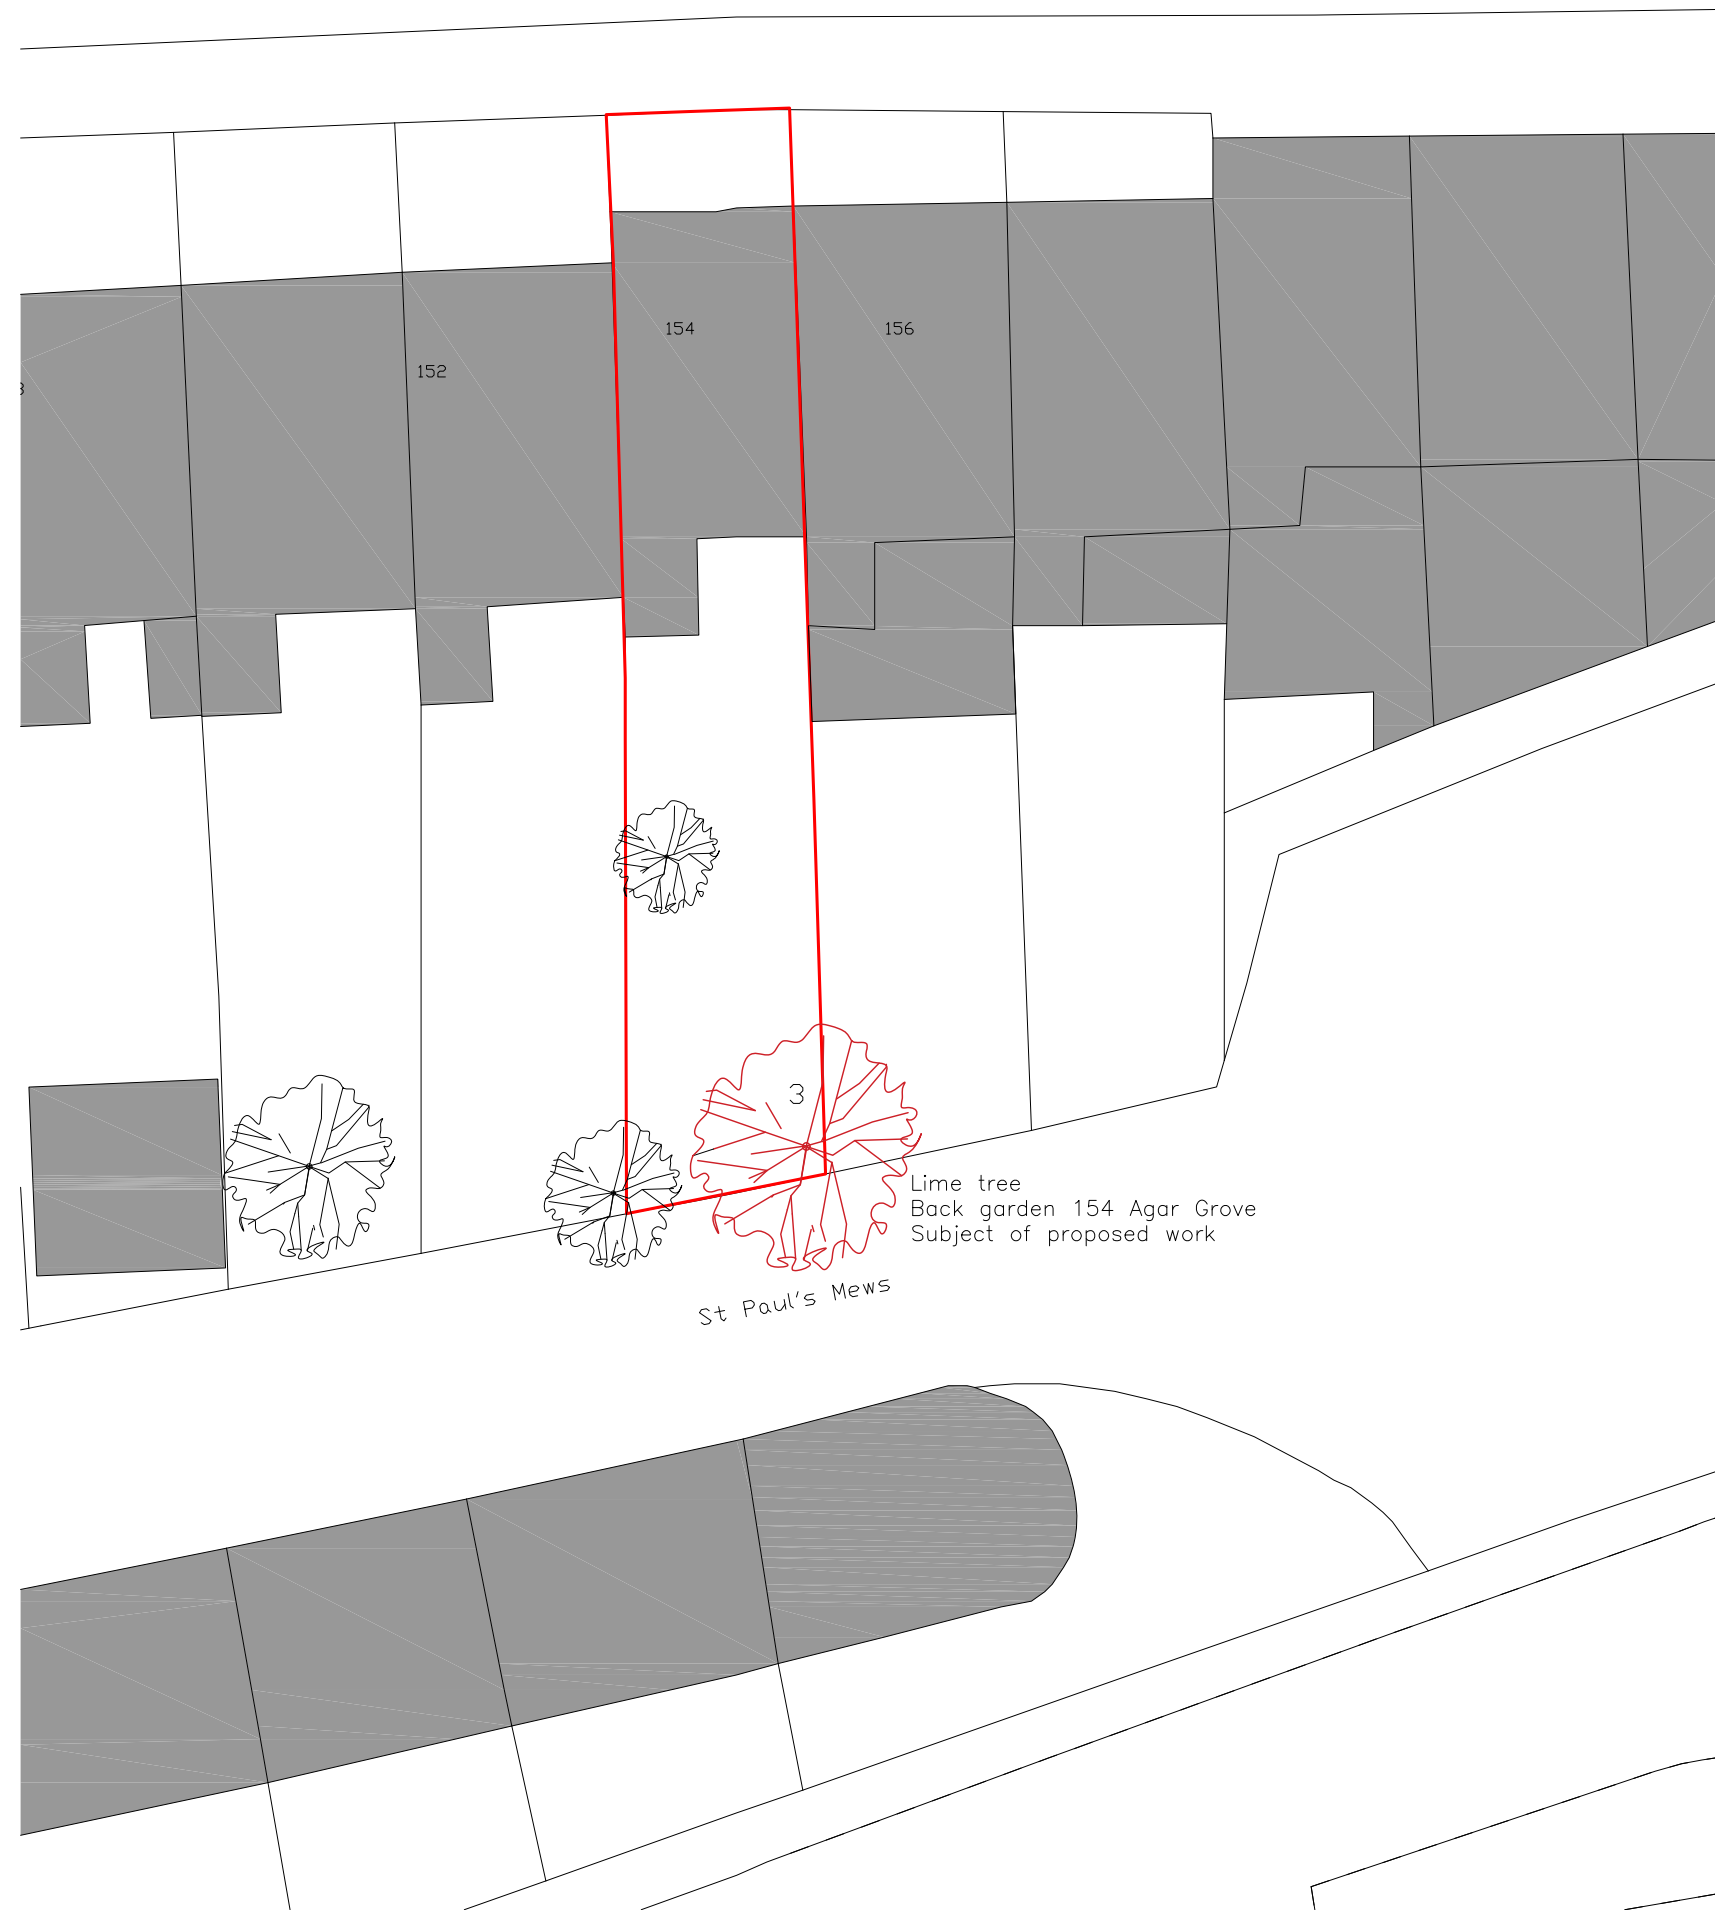 154
156
152
3
Lime tree
Back garden 154 Agar Grove
Subject of proposed work
St Paul's Mews